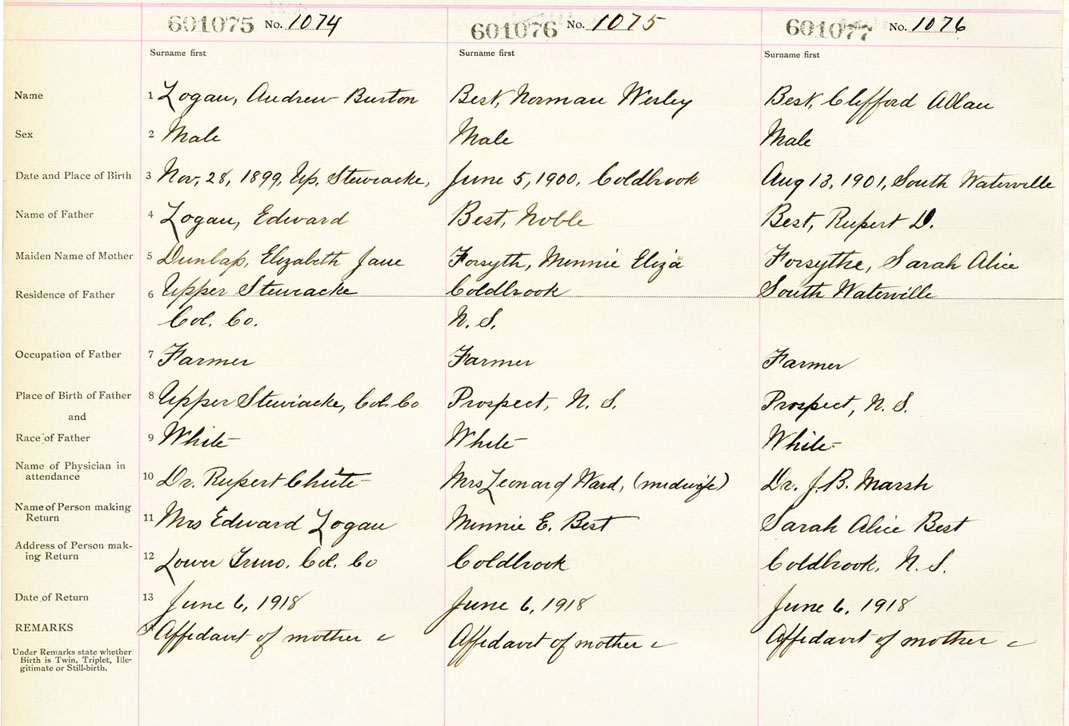 601075 No. 1074 601076 No. 1075 601077 No. 1076
Surname first Surname first Surname first
Name 1 Logan, Andrew Burton Best, Norman Wesley Best, Clifford Allan
Sex 2 Male Male Male
Date and Place of Birth 3 Nov. 28, 1899, Up. Stewiacke, June 5, 1900. Coldbrook Aug 13, 1901, South Waterville
Name of Father 4 Logan, Edward Best, Noble Best, Rupert D.
Maiden Name of Mother 5 Dunlap, Elizabeth Jane Forsyth, Minnie Eliza Forsythe, Sarah Alice
Residence of Father 6 Upper Stewiacke Coldbrook South Waterville
Col. Co. N. S.
Occupation of Father 7 Farmer Farmer Farmer
Place of Birth of Father 8 Upper Stewiacke, Col. Co Prospect, N. S. Prospect, N. S.
and
Race of Father 9 White White White
Name of Physician in
attendance 10 Dr. Rupert Chute Mrs Leonard Ward, (midwife) Dr. J. B. Marsh
Name of Person making
Return 11 Mrs Edward Logan Minnie E. Best Sarah Alice Best
Address of Person mak-
ing Return 12 Lower Truro. Col. Co Coldbrook Coldbrook, N. S.
Date of Return 13 June 6, 1918 June 6, 1918 June 6, 1918
REMARKS Affidavit of mother c Affidavit of mother c Affidavit of mother c
Under Remarks state whether
Birth is Twin, Triplet, Ille-
gitimate or Still-birth.